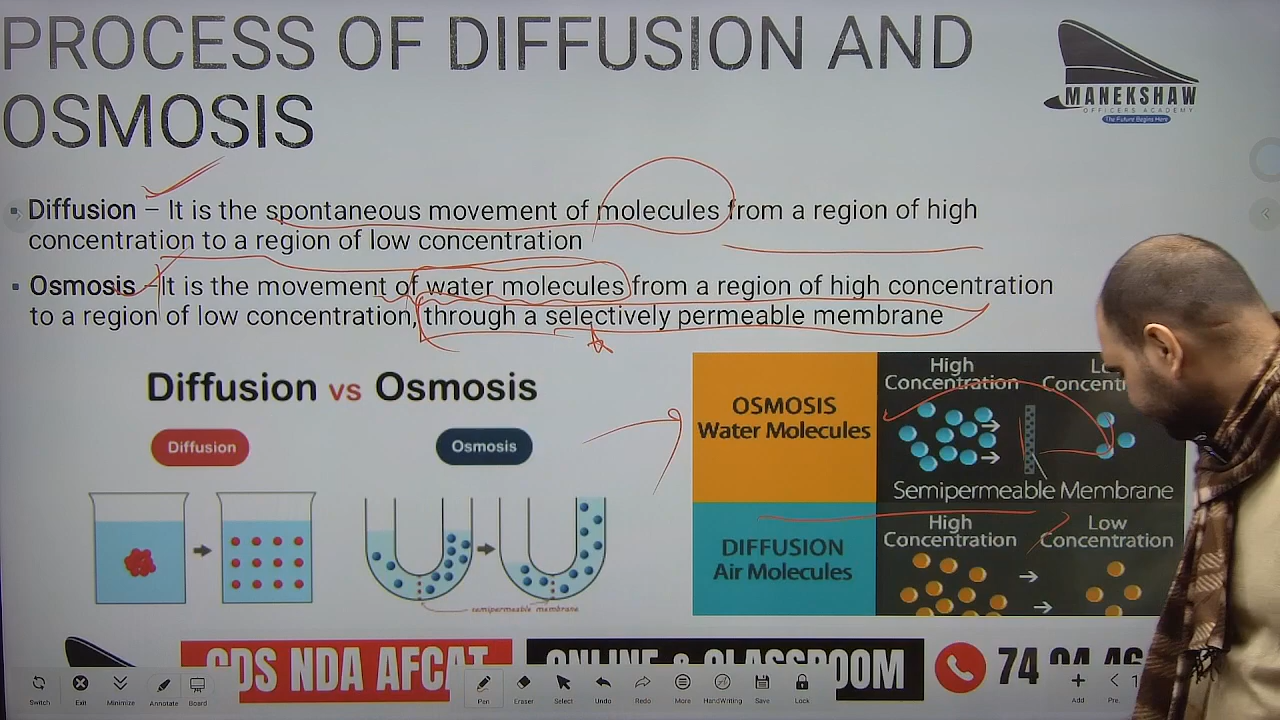 PROCESS OF DIFFUSION AND
OSMOSIS
MANEKSHAW
OFFICERS ACADEMY
The Future Begins Here
▪ Diffusion – It is the spontaneous movement of molecules from a region of high
concentration to a region of low concentration
▪ Osmosis – It is the movement of water molecules from a region of high concentration
to a region of low concentration, through a selectively permeable membrane
Diffusion vs Osmosis
Diffusion
Osmosis
semipermeable membrane
OSMOSIS
Water Molecules
High
Concentration
Semipermeable Membrane
DIFFUSION
Air Molecules
High
Concentration
Low
Concentration
CDS NDA AFCAT
ONLINE & CLASSROOM
74
Switch
Exit
Minimize
Annotate
Board
Pen
Eraser
Select
Undo
Redo
More
HandWriting
Save
Lock
Add
Pre.